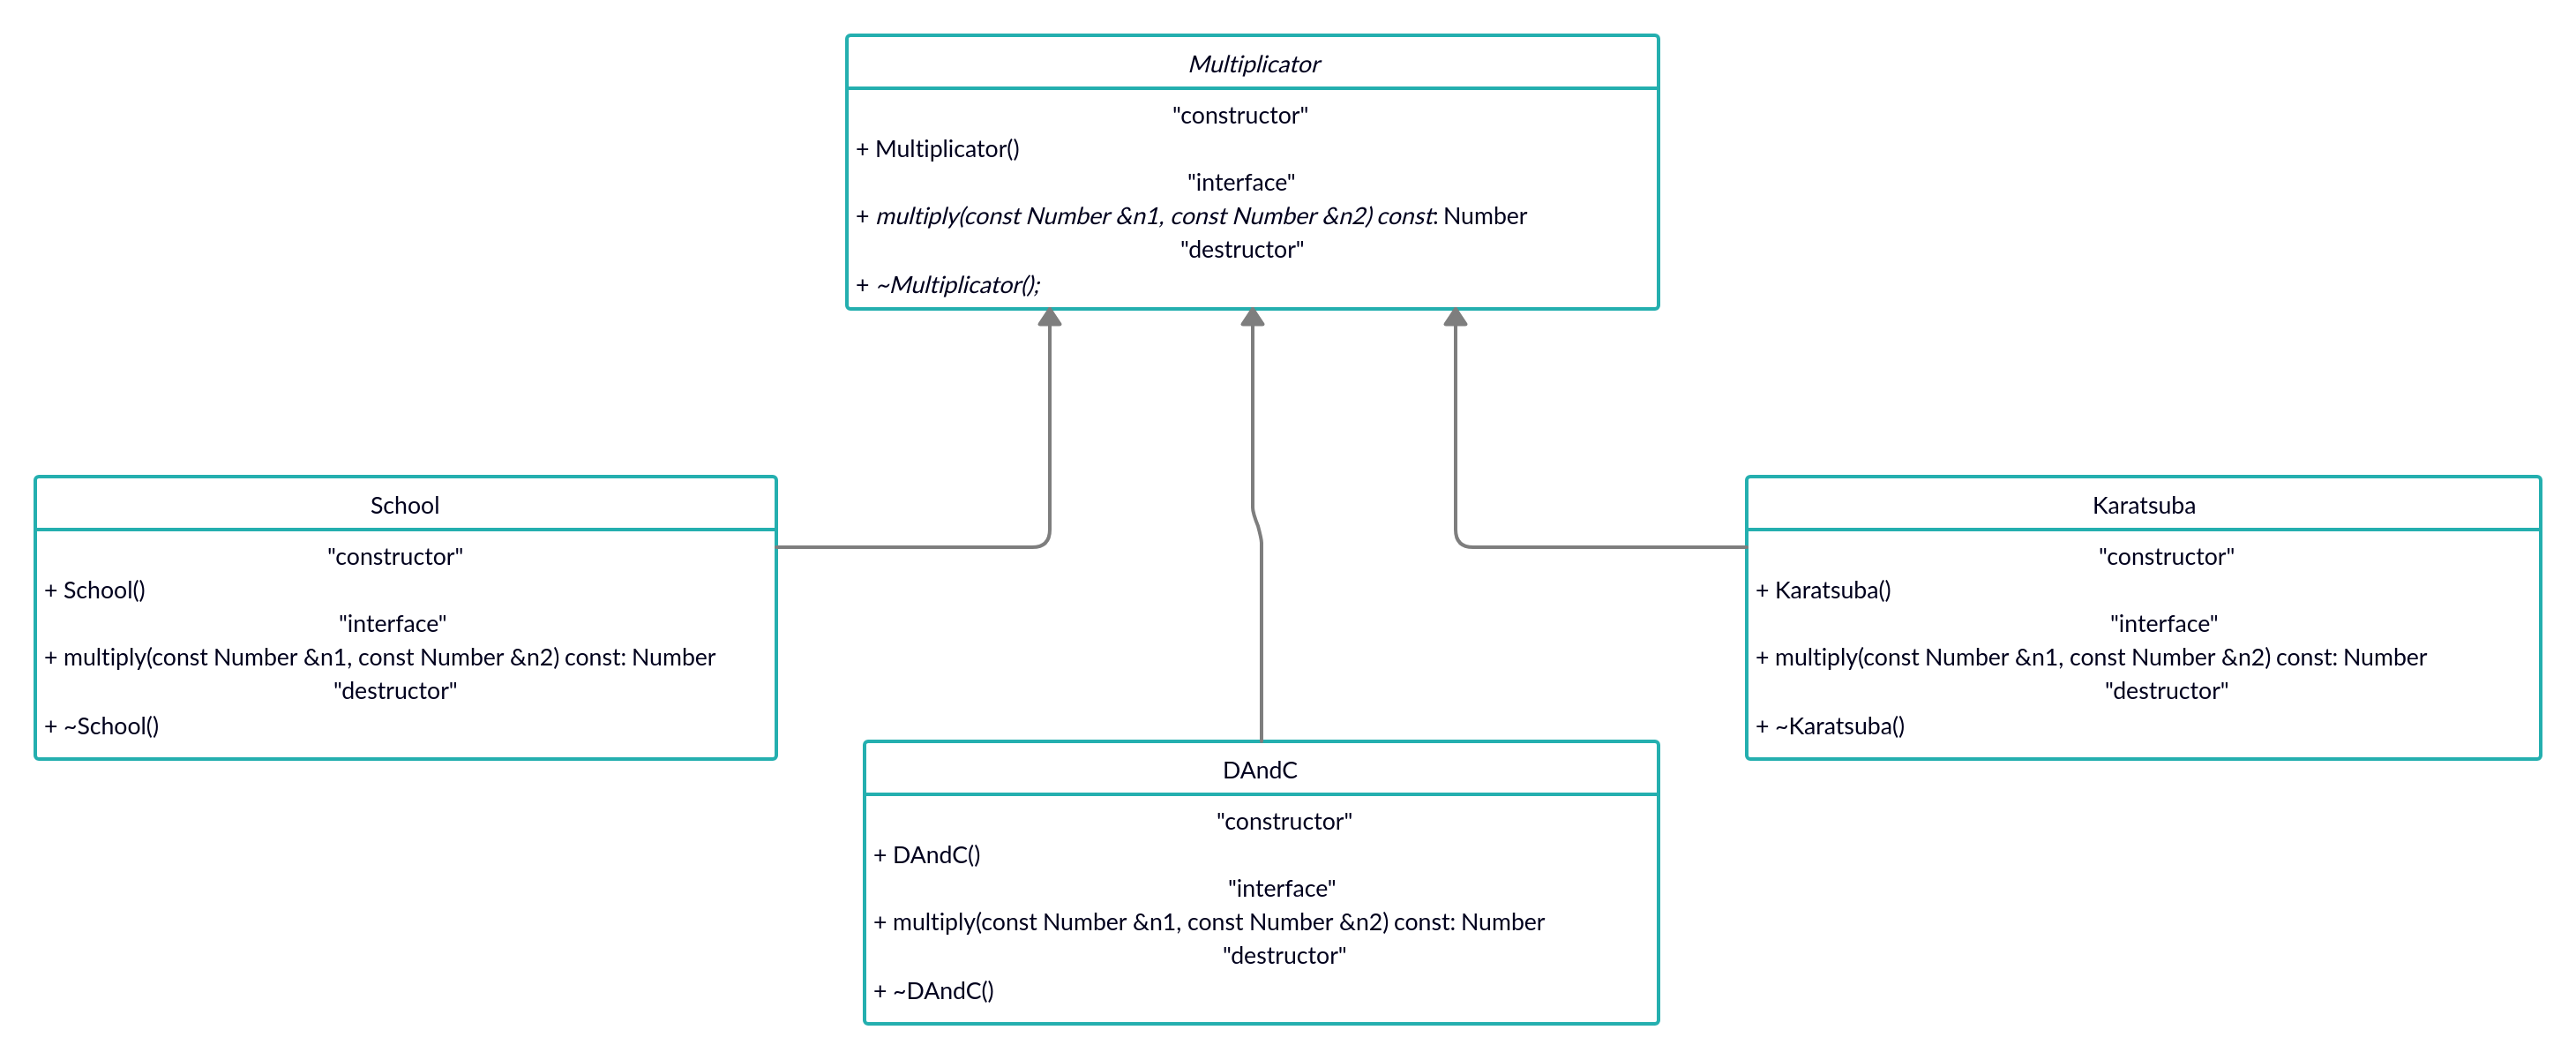 Multiplicator
"constructor"
+ Multiplicator()
"interface"
+ multiply(const Number &n1, const Number &n2) const: Number
"destructor"
+ ~Multiplicator();
School
"constructor"
+ School()
"interface"
+ multiply(const Number &n1, const Number &n2) const: Number
"destructor"
+ ~School()
Karatsuba
"constructor"
+ Karatsuba()
"interface"
+ multiply(const Number &n1, const Number &n2) const: Number
"destructor"
+ ~Karatsuba()
DAndC
"constructor"
+ DAndC()
"interface"
+ multiply(const Number &n1, const Number &n2) const: Number
"destructor"
+ ~DAndC()